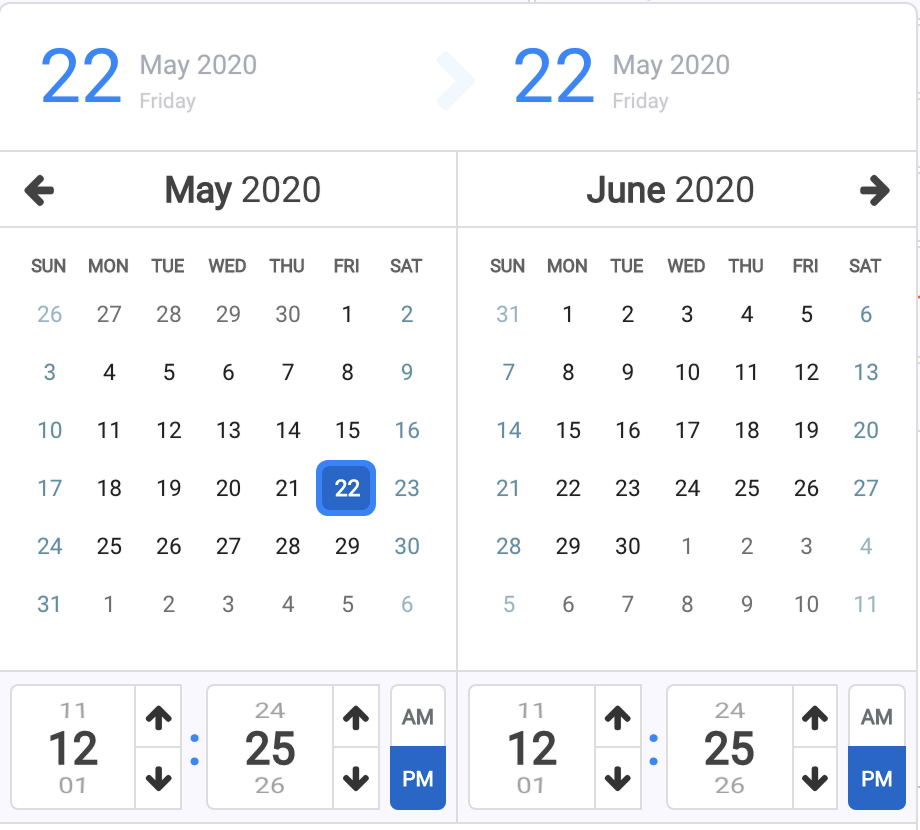 22 May 2020 Friday
22 May 2020 Friday
May 2020
SUN MON TUE WED THU FRI SAT
26 27 28 29 30 1 2
3 4 5 6 7 8 9
10 11 12 13 14 15 16
17 18 19 20 21 22 23
24 25 26 27 28 29 30
31 1 2 3 4 5 6
June 2020
SUN MON TUE WED THU FRI SAT
31 1 2 3 4 5 6
7 8 9 10 11 12 13
14 15 16 17 18 19 20
21 22 23 24 25 26 27
28 29 30 1 2 3 4
5 6 7 8 9 10 11
11 24 AM
12 : 25
01 26 PM
11 24 AM
12 : 25
01 26 PM